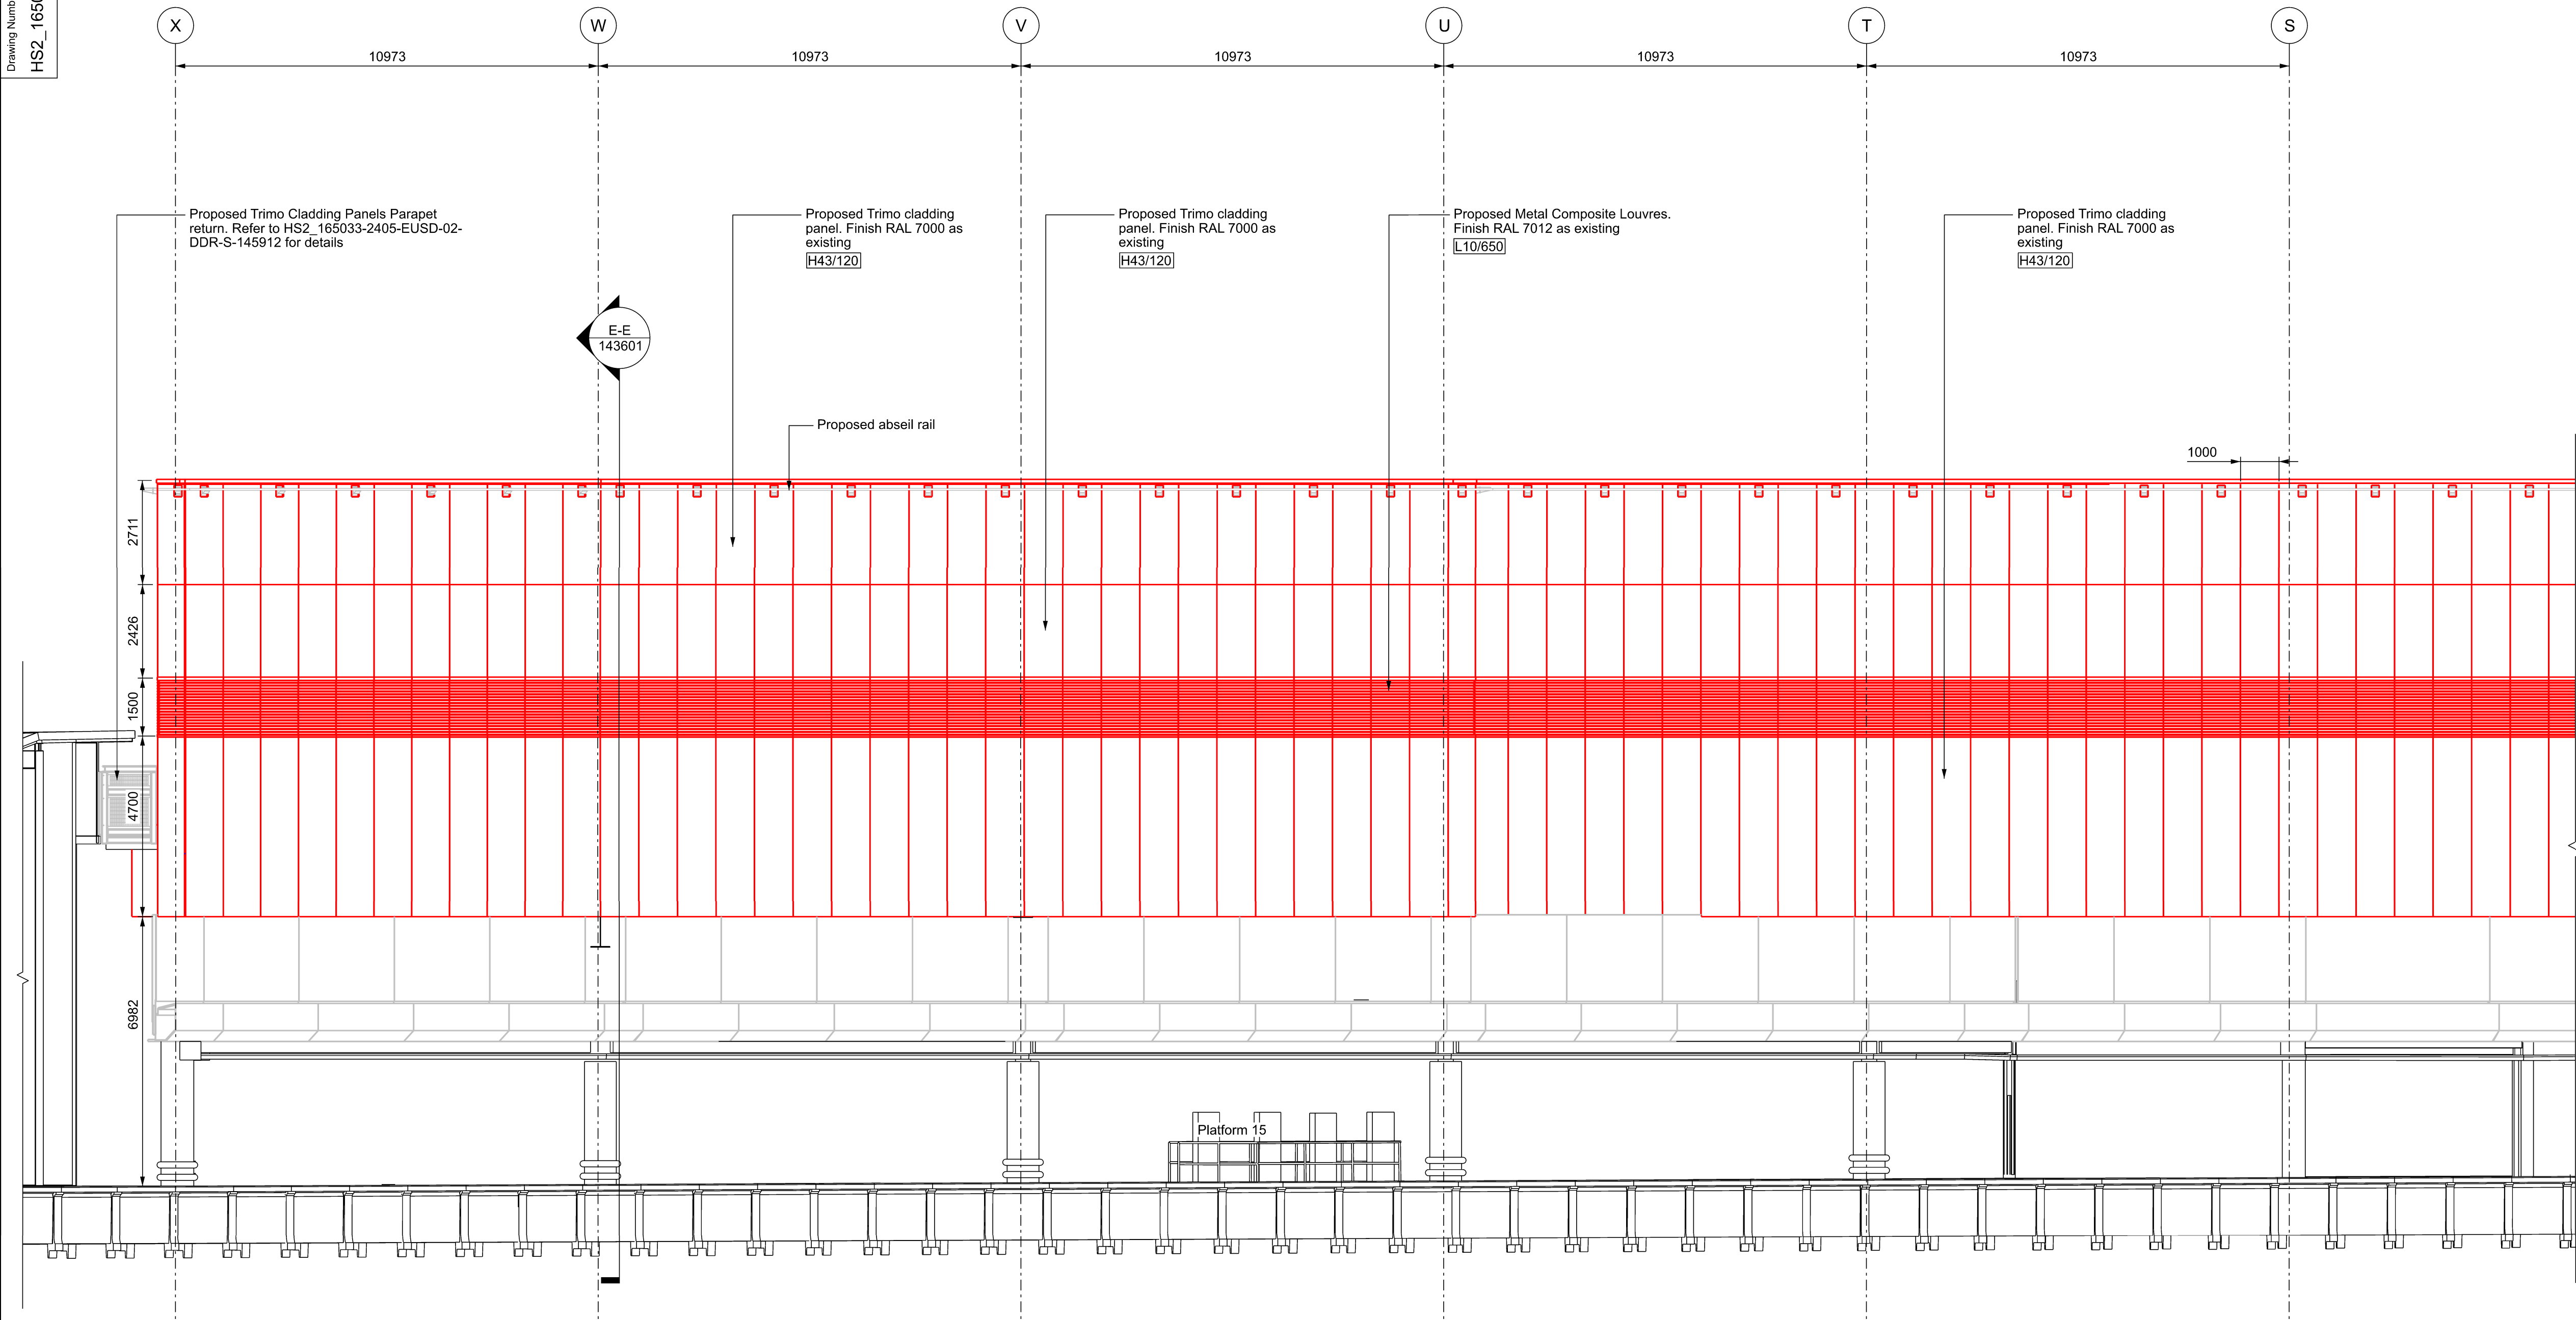 Drawing Numb
HS2_165
X
W
V
U
T
S
10973
10973
10973
10973
10973
Proposed Trimo Cladding Panels Parapet
return. Refer to HS2_165033-2405-EUSD-02-
DDR-S-145912 for details
Proposed Trimo cladding
panel. Finish RAL 7000 as
existing
H43/120
Proposed Trimo cladding
panel. Finish RAL 7000 as
existing
H43/120
Proposed Metal Composite Louvres.
Finish RAL 7012 as existing
L10/650
Proposed Trimo cladding
panel. Finish RAL 7000 as
existing
H43/120
E-E
143601
Proposed abseil rail
1000
2711
2426
1500
4700
6982
Platform 15